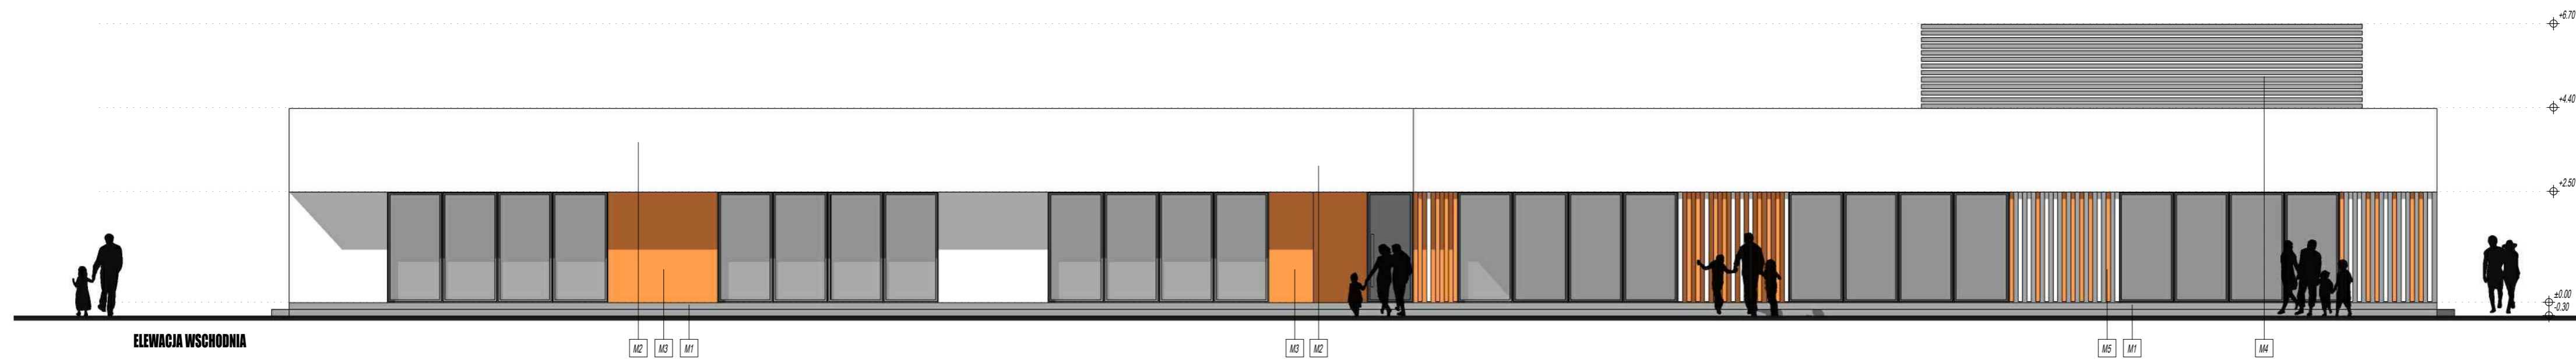 +6.70
+4.40
+2.50
±0.00
-0.30
ELEWACJA WSCHODNIA
M2 M3 M1 M3 M2 M5 M1 M4